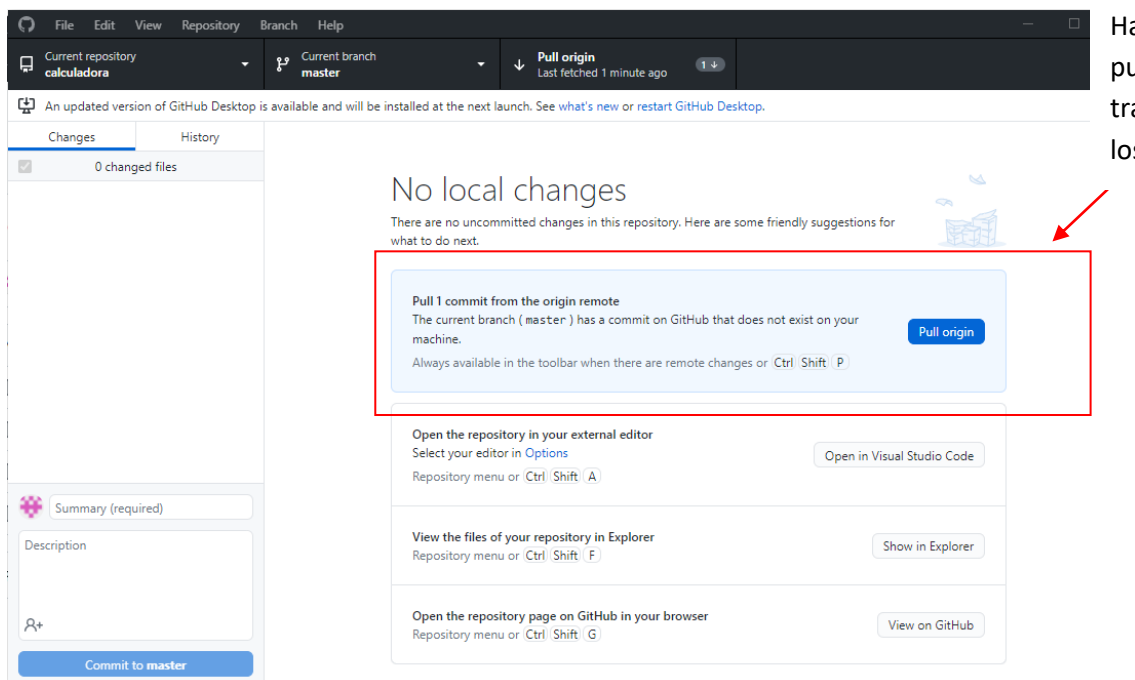 File Edit View Repository Branch Help
Current repository
calculadora
Current branch
master
Pull origin
Last fetched 1 minute ago
1
An updated version of GitHub Desktop is available and will be installed at the next launch. See what's new or restart GitHub Desktop.
Changes
History
0 changed files
No local changes
There are no uncommitted changes in this repository. Here are some friendly suggestions for
what to do next.
Pull 1 commit from the origin remote
The current branch (master) has a commit on GitHub that does not exist on your
machine.
Always available in the toolbar when there are remote changes or Ctrl Shift P
Pull origin
Open the repository in your external editor
Select your editor in Options
Repository menu or Ctrl Shift A
Open in Visual Studio Code
View the files of your repository in Explorer
Repository menu or Ctrl Shift F
Show in Explorer
Open the repository page on GitHub in your browser
Repository menu or Ctrl Shift G
View on GitHub
Summary (required)
Description
Commit to master